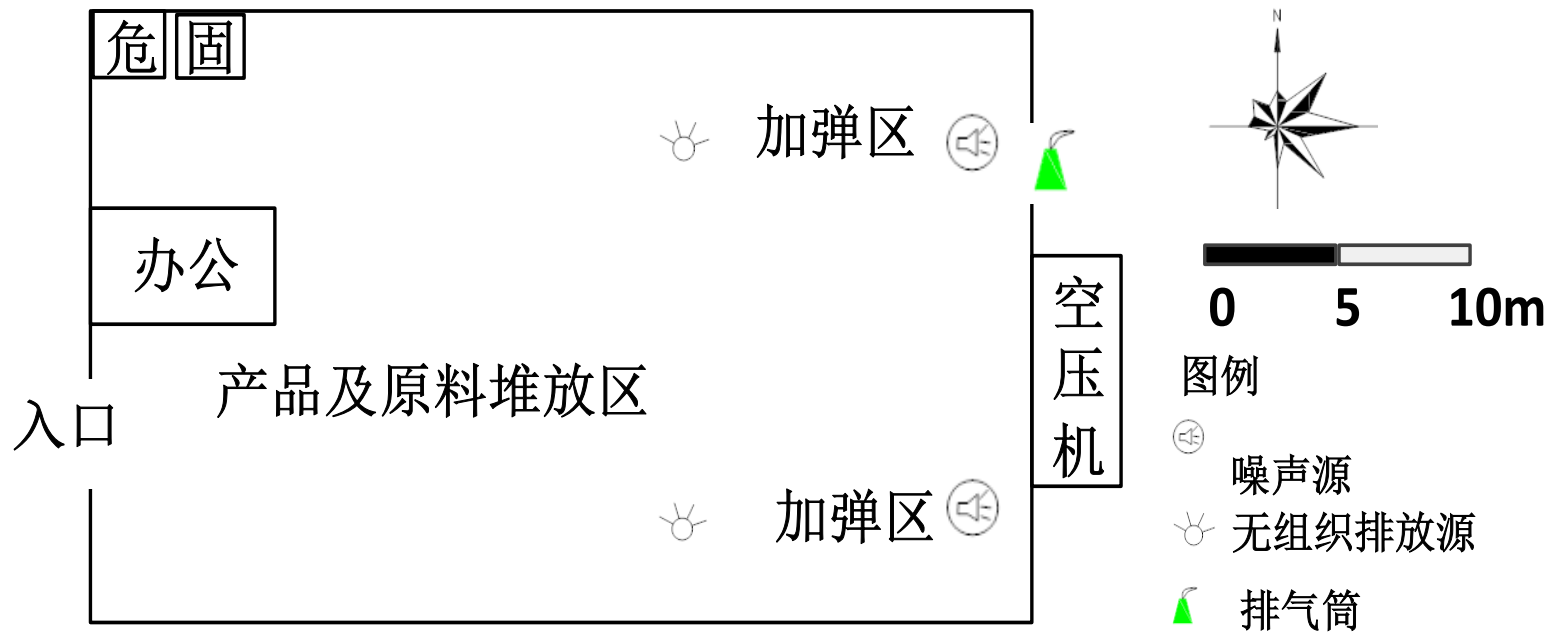 危 固
N
加弹区
办公
空压机
0 5 10m
产品及原料堆放区
图例
入口
噪声源
加弹区
无组织排放源
排气筒